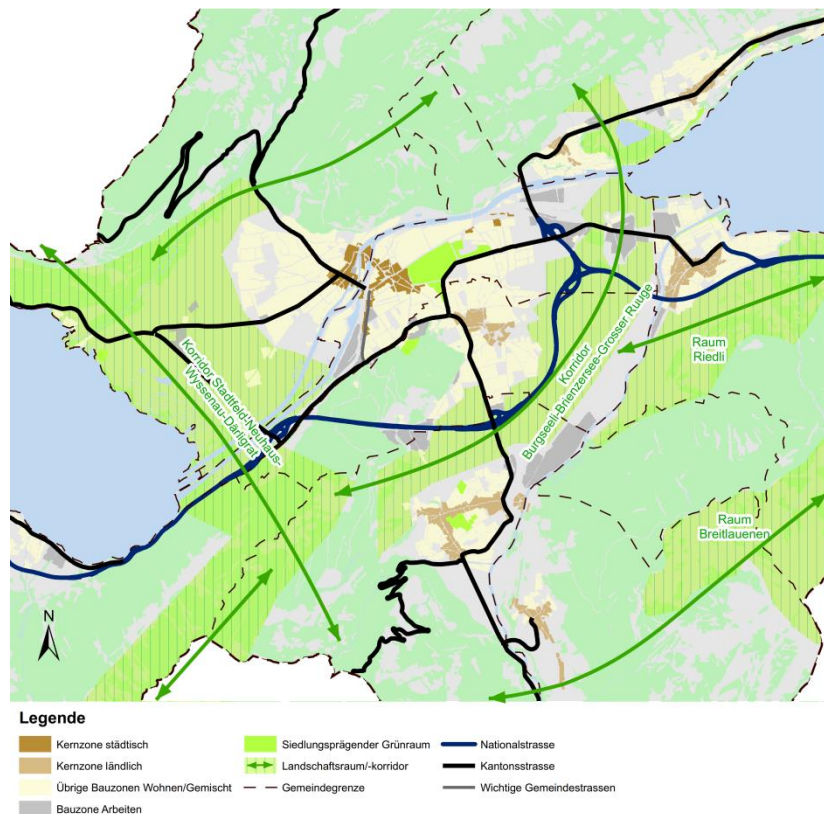 Korridor Stadtfeld-Neuhaus-
Wyssenau-Därligrat
Korridor
Burgseeli-Brienzersee-Grosser Ruuge
Raum
Riedli
Raum
Breitlauenen
N
Legende
Kernzone städtisch
Kernzone ländlich
Übrige Bauzonen Wohnen/Gemischt
Bauzone Arbeiten
Siedlungsprägender Grünraum
Landschaftsraum/-korridor
Gemeindegrenze
Nationalstrasse
Kantonsstrasse
Wichtige Gemeindestrassen